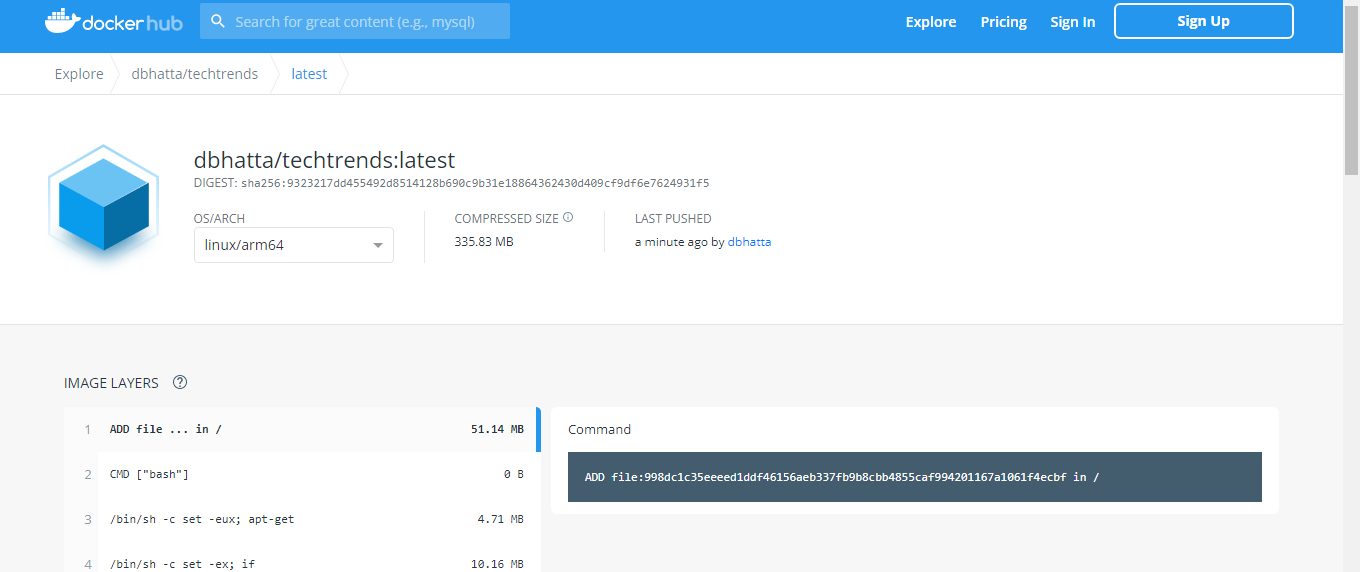 docker hub
Search for great content (e.g., mysql)
Explore
Pricing
Sign In
Sign Up
Explore
dbhatta/techtrends
latest
dbhatta/techtrends:latest
DIGEST: sha256:9323217dd455492d8514128b690c9b31e18864362430d409cf9df6e7624931f5
OS/ARCH
linux/arm64
COMPRESSED SIZE
335.83 MB
LAST PUSHED
a minute ago by dbhatta
IMAGE LAYERS
1 ADD file ... in / 51.14 MB
2 CMD ["bash"] 0 B
3 /bin/sh -c set -eux; apt-get 4.71 MB
4 /bin/sh -c set -ex; if 10.16 MB
Command
ADD file:998dc1c35eeeed1ddf46156aeb337fb9b8cbb4855caf994201167a1061f4ecbf in /